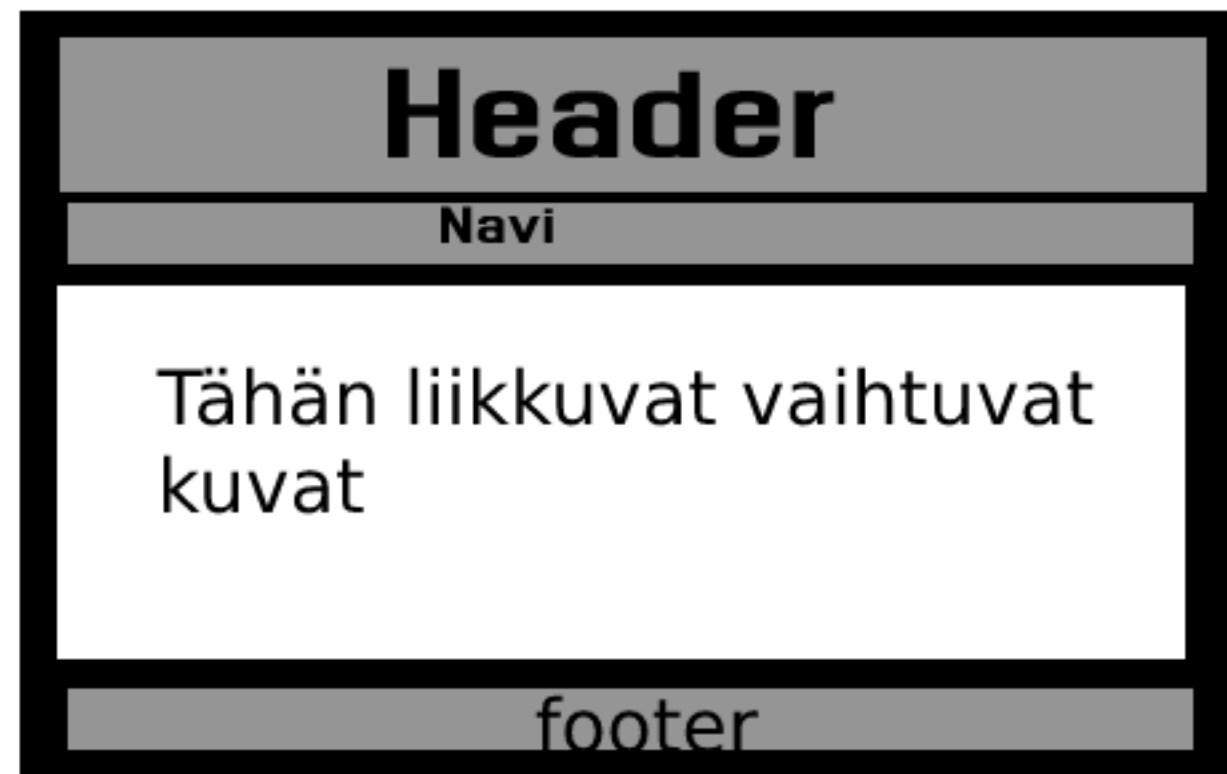 Header
Navi
Tähän liikkuvat vaihtuvat
kuvat
footer